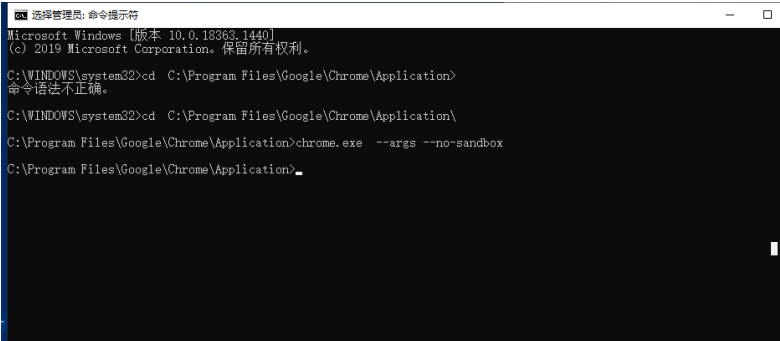 选择管理员: 命令提示符
Microsoft Windows [版本 10.0.18363.1440]
(c) 2019 Microsoft Corporation。保留所有权利。
C:\WINDOWS\system32>cd  C:\Program Files\Google\Chrome\Application>
命令语法不正确。
C:\WINDOWS\system32>cd  C:\Program Files\Google\Chrome\Application\
C:\Program Files\Google\Chrome\Application>chrome.exe  --args --no-sandbox
C:\Program Files\Google\Chrome\Application>